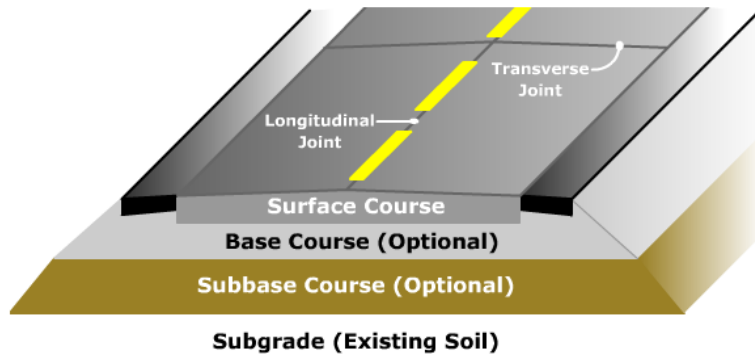 Transverse
Joint
Longitudinal
Joint
Surface Course
Base Course (Optional)
Subbase Course (Optional)
Subgrade (Existing Soil)